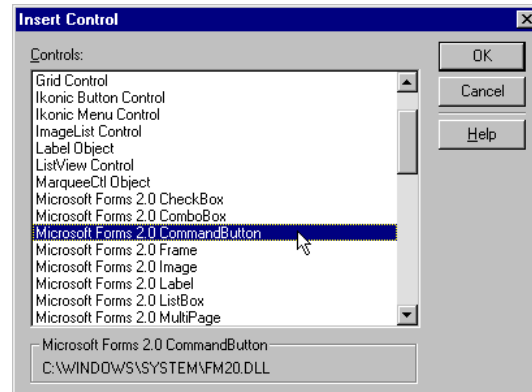 Insert Control
Controls:
OK
Cancel
Help
Grid Control
Ikonic Button Control
Ikonic Menu Control
ImageList Control
Label Object
ListView Control
MarqueeCtl Object
Microsoft Forms 2.0 CheckBox
Microsoft Forms 2.0 ComboBox
Microsoft Forms 2.0 CommandButton
Microsoft Forms 2.0 Frame
Microsoft Forms 2.0 Image
Microsoft Forms 2.0 Label
Microsoft Forms 2.0 ListBox
Microsoft Forms 2.0 MultiPage
Microsoft Forms 2.0 CommandButton
C:\WINDOWS\SYSTEM\FM20.DLL